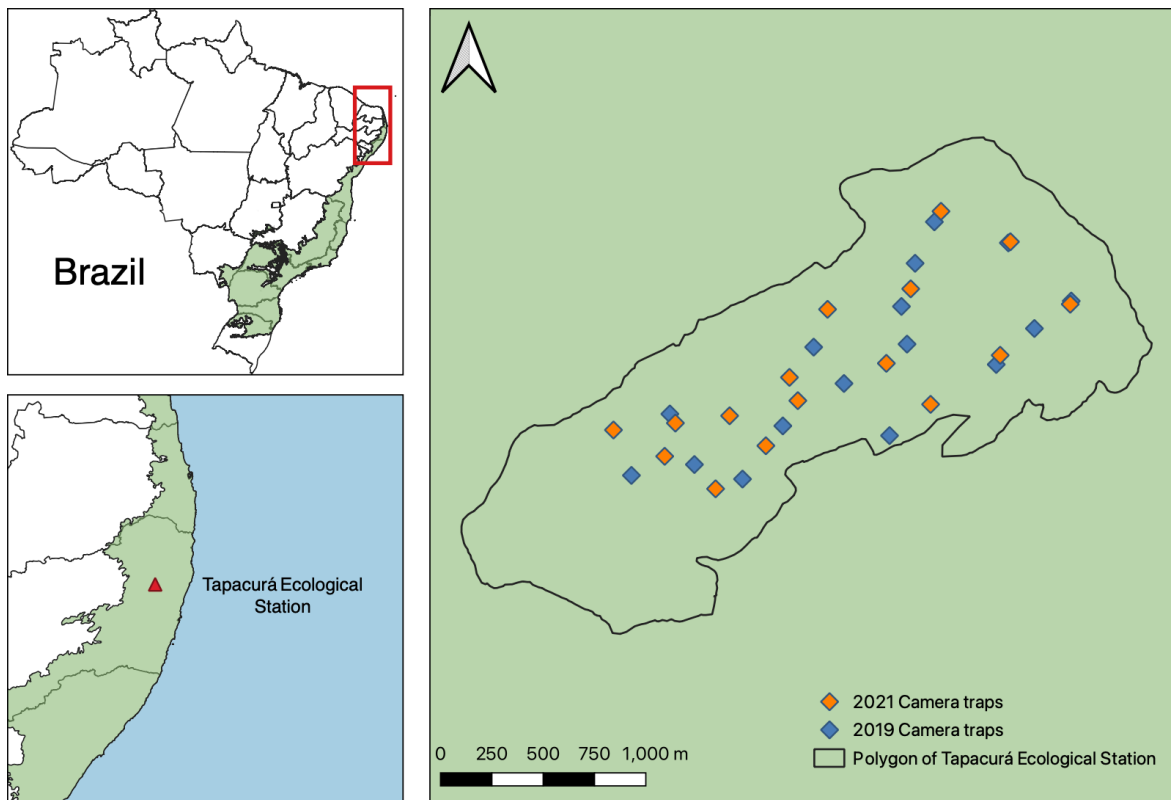 Brazil
Tapacurá Ecological
Station
2021 Camera traps
2019 Camera traps
Polygon of Tapacurá Ecological Station
0 250 500 750 1,000 m